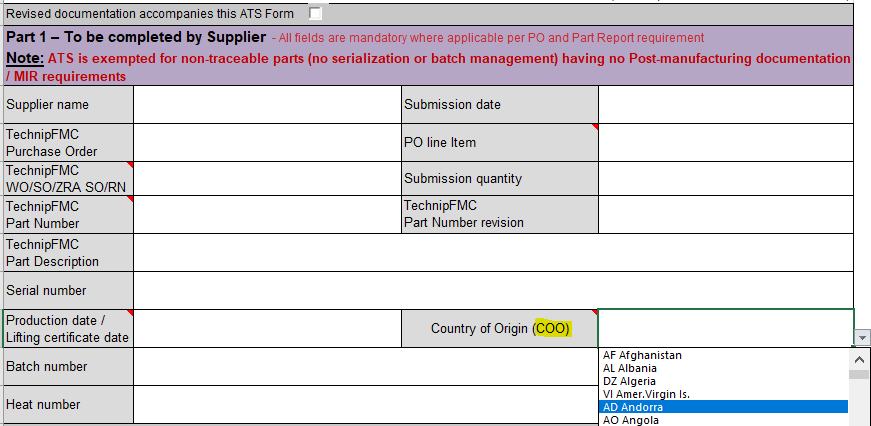 Revised documentation accompanies this ATS Form
Part 1 – To be completed by Supplier - All fields are mandatory where applicable per PO and Part Report requirement
Note: ATS is exempted for non-traceable parts (no serialization or batch management) having no Post-manufacturing documentation
/ MIR requirements
Supplier name
Submission date
TechnipFMC
Purchase Order
PO line Item
TechnipFMC
WO/SO/ZRA SO/RN
Submission quantity
TechnipFMC
Part Number
TechnipFMC
Part Number revision
TechnipFMC
Part Description
Serial number
Production date /
Lifting certificate date
Country of Origin (COO)
Batch number
Heat number
AF Afghanistan
AL Albania
DZ Algeria
VI Amer.Virgin Is.
AD Andorra
AO Angola